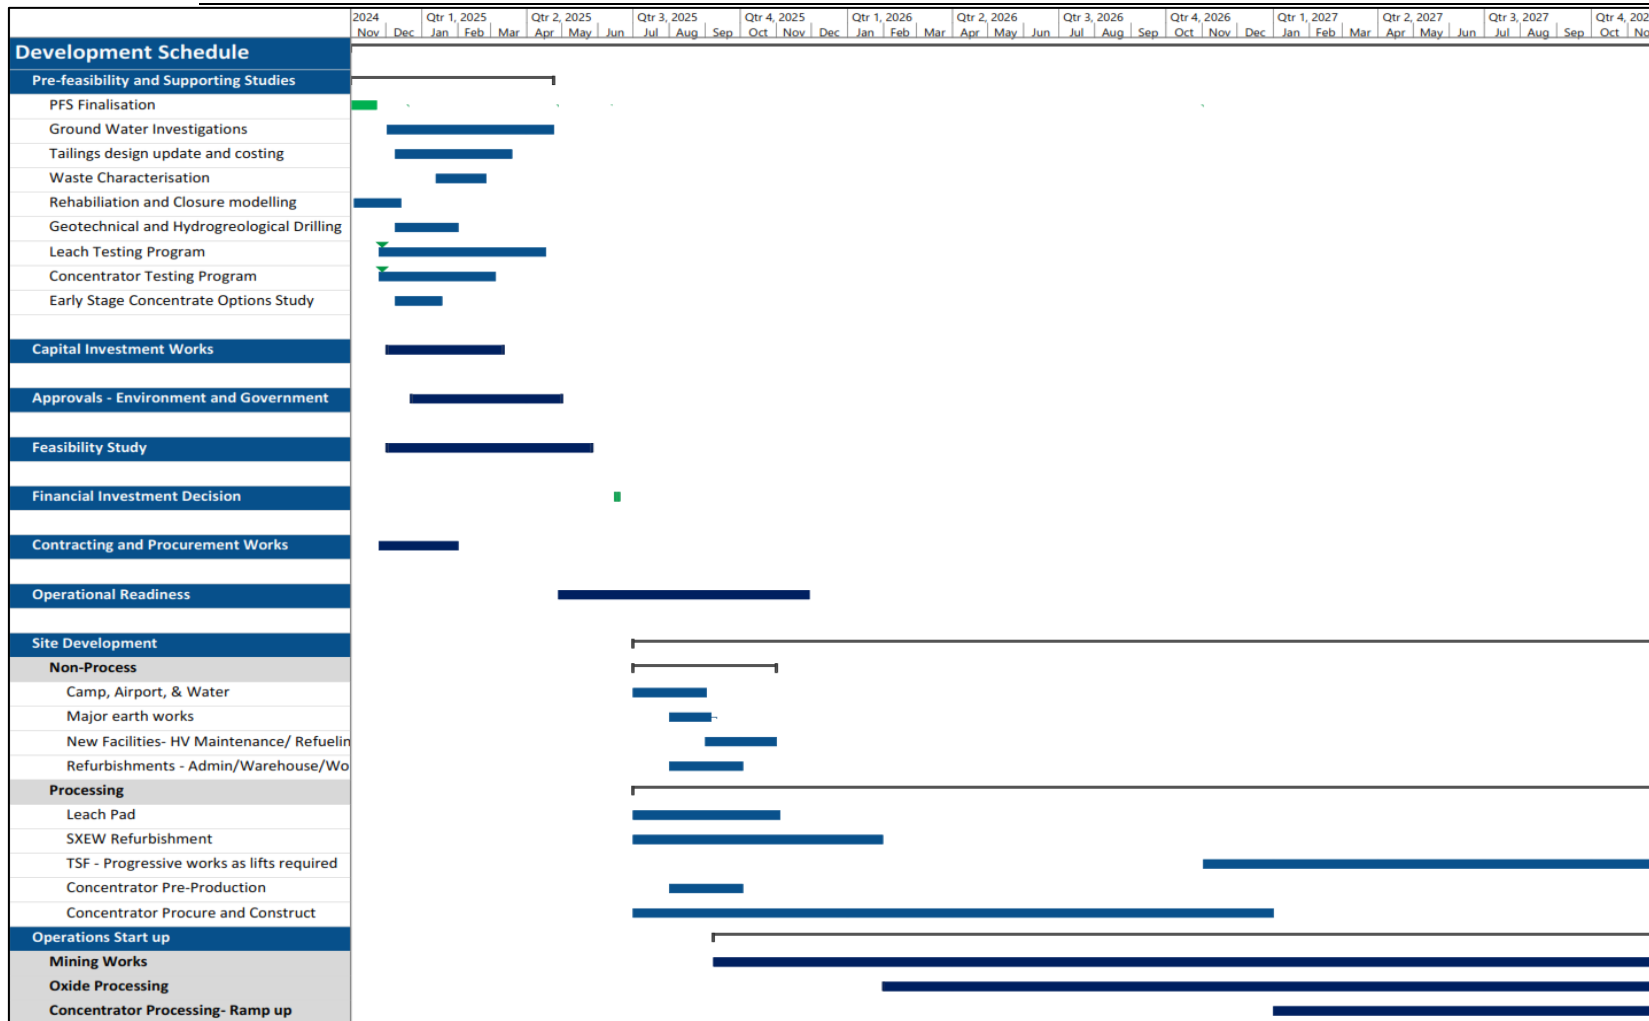 2024 Qtr 1, 2025 Qtr 2, 2025 Qtr 3, 2025 Qtr 4, 2025 Qtr 1, 2026 Qtr 2, 2026 Qtr 3, 2026 Qtr 4, 2026 Qtr 1, 2027 Qtr 2, 2027 Qtr 3, 2027 Qtr 4, 202
Nov Dec Jan Feb Mar Apr May Jun Jul Aug Sep Oct Nov Dec Jan Feb Mar Apr May Jun Jul Aug Sep Oct Nov Dec Jan Feb Mar Apr May Jun Jul Aug Sep Oct No
Development Schedule
Pre-feasibility and Supporting Studies
PFS Finalisation
Ground Water Investigations
Tailings design update and costing
Waste Characterisation
Rehabiliation and Closure modelling
Geotechnical and Hydrogreological Drilling
Leach Testing Program
Concentrator Testing Program
Early Stage Concentrate Options Study
Capital Investment Works
Approvals - Environment and Government
Feasibility Study
Financial Investment Decision
Contracting and Procurement Works
Operational Readiness
Site Development
Non-Process
Camp, Airport, & Water
Major earth works
New Facilities- HV Maintenance/ Refuelin
Refurbishments - Admin/Warehouse/Wo
Processing
Leach Pad
SXEW Refurbishment
TSF - Progressive works as lifts required
Concentrator Pre-Production
Concentrator Procure and Construct
Operations Start up
Mining Works
Oxide Processing
Concentrator Processing- Ramp up